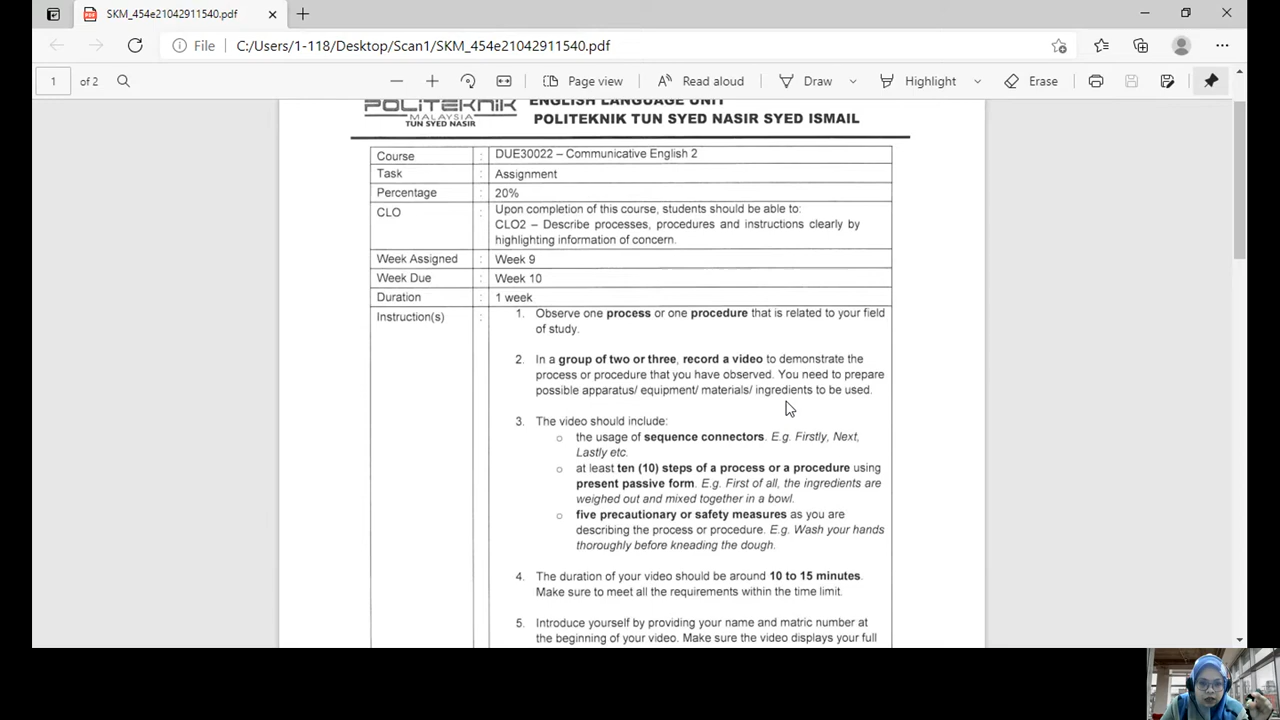 SKM_454e21042911540.pdf
File C:/Users/1-118/Desktop/Scan1/SKM_454e21042911540.pdf
1 of 2 Page view Read aloud Draw Highlight Erase
POLITEKNIK
MALAYSIA
TUN SYED NASIR
ENGLISH LANGUAGE UNIT
POLITEKNIK TUN SYED NASIR SYED ISMAIL
Course : DUE30022 – Communicative English 2
Task : Assignment
Percentage : 20%
CLO : Upon completion of this course, students should be able to:
CLO2 – Describe processes, procedures and instructions clearly by
highlighting information of concern.
Week Assigned : Week 9
Week Due : Week 10
Duration : 1 week
Instruction(s) : 1. Observe one process or one procedure that is related to your field
of study.
2. In a group of two or three, record a video to demonstrate the
process or procedure that you have observed. You need to prepare
possible apparatus/ equipment/ materials/ ingredients to be used.
3. The video should include:
o the usage of sequence connectors. E.g. Firstly, Next,
Lastly etc.
o at least ten (10) steps of a process or a procedure using
present passive form. E.g. First of all, the ingredients are
weighed out and mixed together in a bowl.
o five precautionary or safety measures as you are
describing the process or procedure. E.g. Wash your hands
thoroughly before kneading the dough.
4. The duration of your video should be around 10 to 15 minutes.
Make sure to meet all the requirements within the time limit.
5. Introduce yourself by providing your name and matric number at
the beginning of your video. Make sure the video displays your full